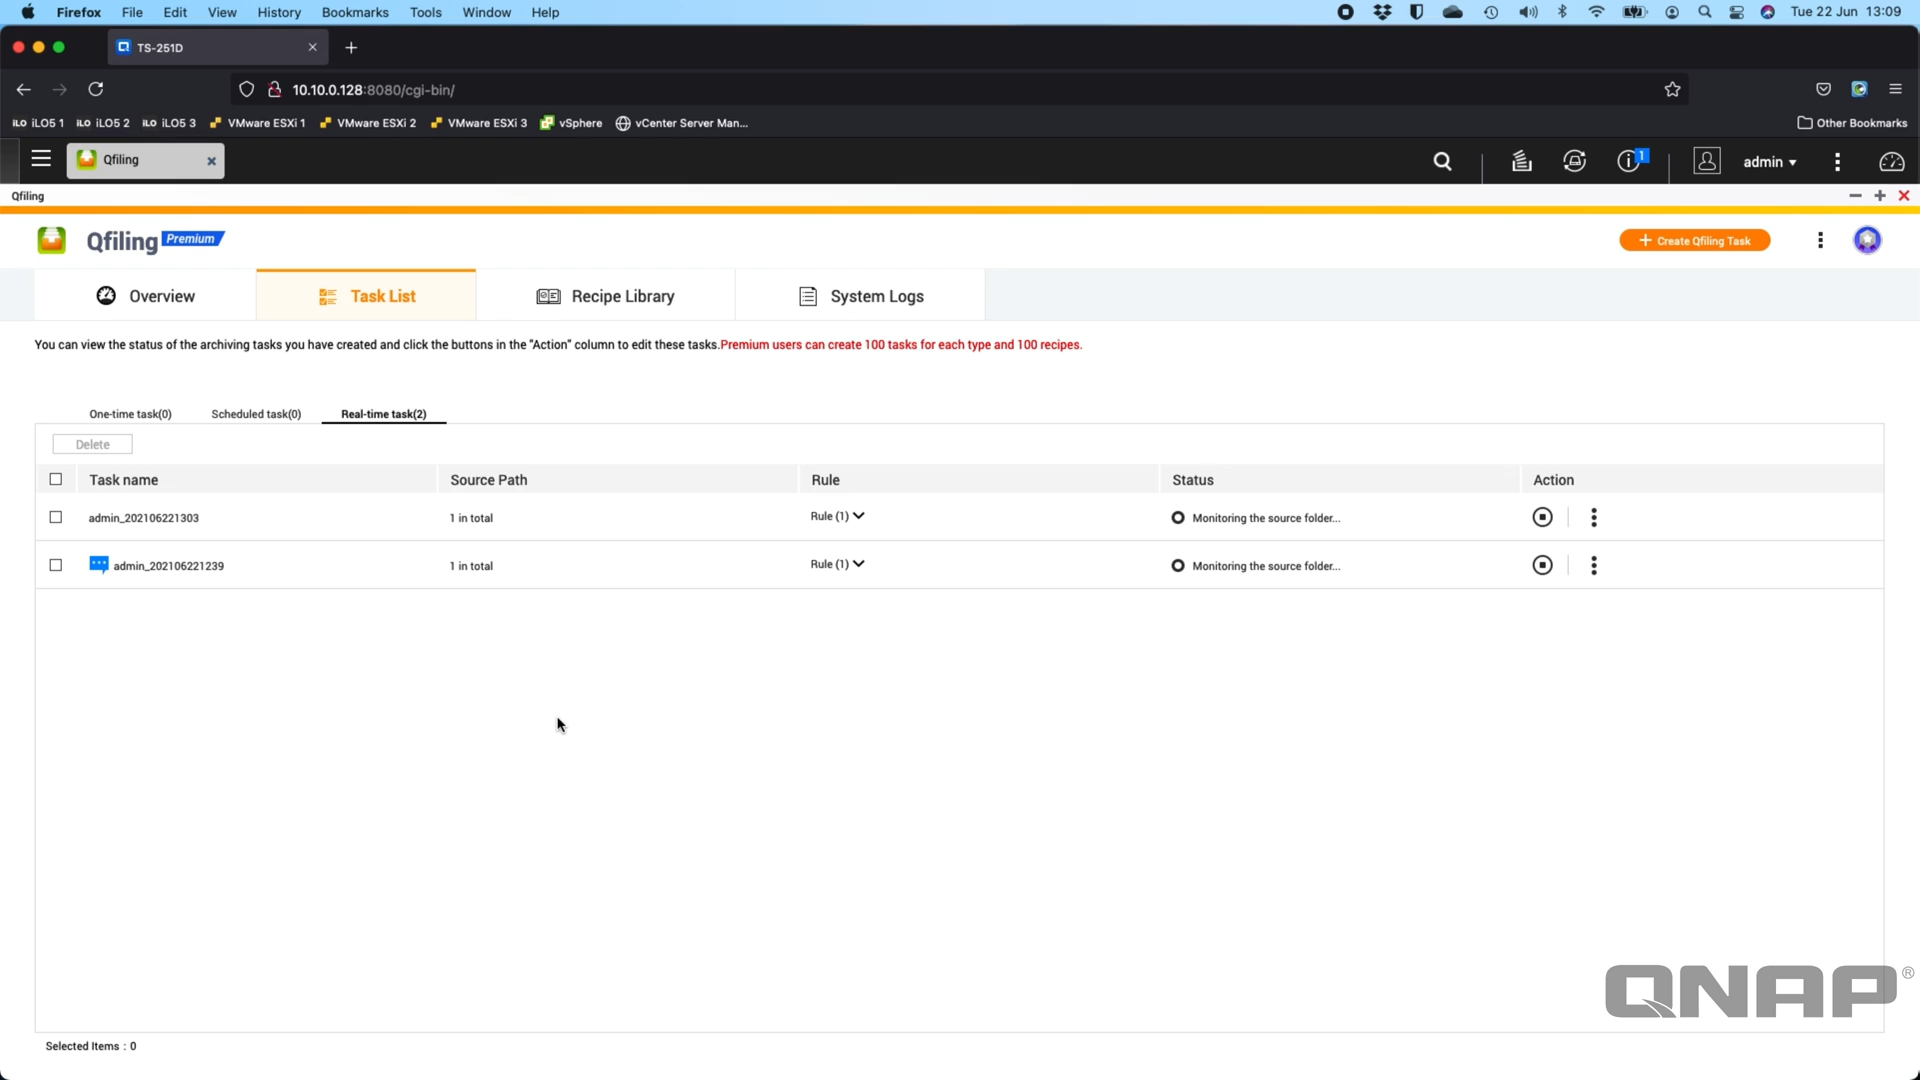 Firefox File Edit View History Bookmarks Tools Window Help Tue 22 Jun 13:09
TS-251D
10.10.0.128:8080/cgi-bin/
iLO iLO5 1 iLO iLO5 2 iLO iLO5 3 VMware ESXi 1 VMware ESXi 2 VMware ESXi 3 vSphere vCenter Server Man... Other Bookmarks
Qfiling 1 admin
Qfiling
Qfiling Premium + Create Qfiling Task
Overview Task List Recipe Library System Logs
You can view the status of the archiving tasks you have created and click the buttons in the "Action" column to edit these tasks.Premium users can create 100 tasks for each type and 100 recipes.
One-time task(0) Scheduled task(0) Real-time task(2)
Delete
Task name Source Path Rule Status Action
admin_202106221303 1 in total Rule (1) Monitoring the source folder...
admin_202106221239 1 in total Rule (1) Monitoring the source folder...
QNAP®
Selected Items : 0